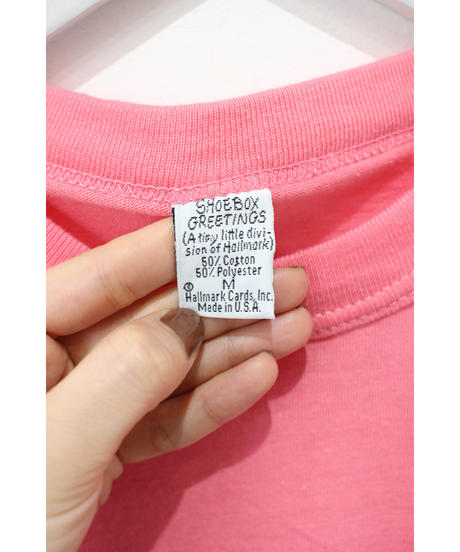 SHOEBOX
GREETINGS
(A tiny little divi-
sion of Hallmark)
50% Cotton
50% Polyester
M
© Hallmark Cards, Inc.
Made in U.S.A.